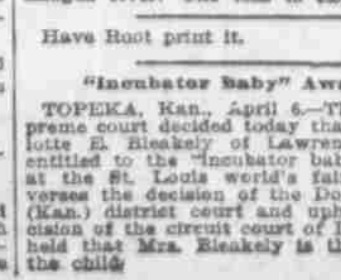 Have Root print it.
"Incubator Baby" Awa
TOPEKA, Kan., April 6.—Th
preme court decided today tha
lotte E. Bleakely of Lawren
entitled to the "incubator bab
at the St. Louis world's fai
verses the decision of the Do
(Kan.) district court and uph
cision of the circuit court of
held that Mrs. Bleakely is th
the child